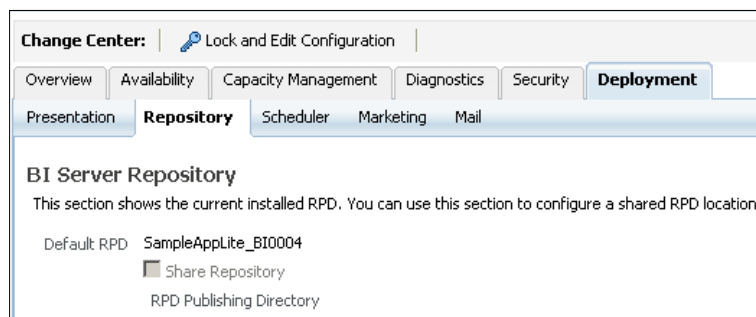 Change Center: Lock and Edit Configuration
Overview Availability Capacity Management Diagnostics Security Deployment
Presentation Repository Scheduler Marketing Mail
BI Server Repository
This section shows the current installed RPD. You can use this section to configure a shared RPD location
Default RPD SampleAppLite_BI0004
Share Repository
RPD Publishing Directory